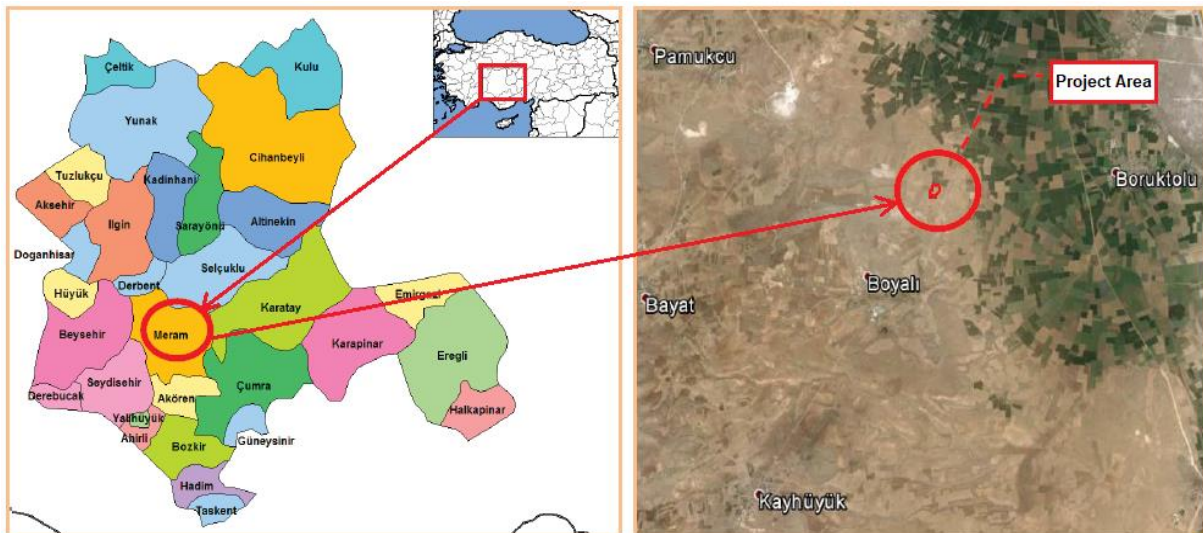 Çeltik
Kulu
Yunak
Cihanbeyli
Tuzlukçu
Kadinhani
Aksehir
Ilgin
Sarayönü
Altinekin
Doganhisar
Selçuklu
Derbent
Hüyük
Emirgazi
Karatay
Beysehir
Meram
Karapinar
Eregli
Seydisehir
Çumra
Derebucak
Akören
Halkapinar
Yalihüyük
Ahirli
Bozkir
Güneysinir
Hadim
Taskent
Pamukcu
Project Area
Boruktolu
Boyalı
Bayat
Kayhüyük